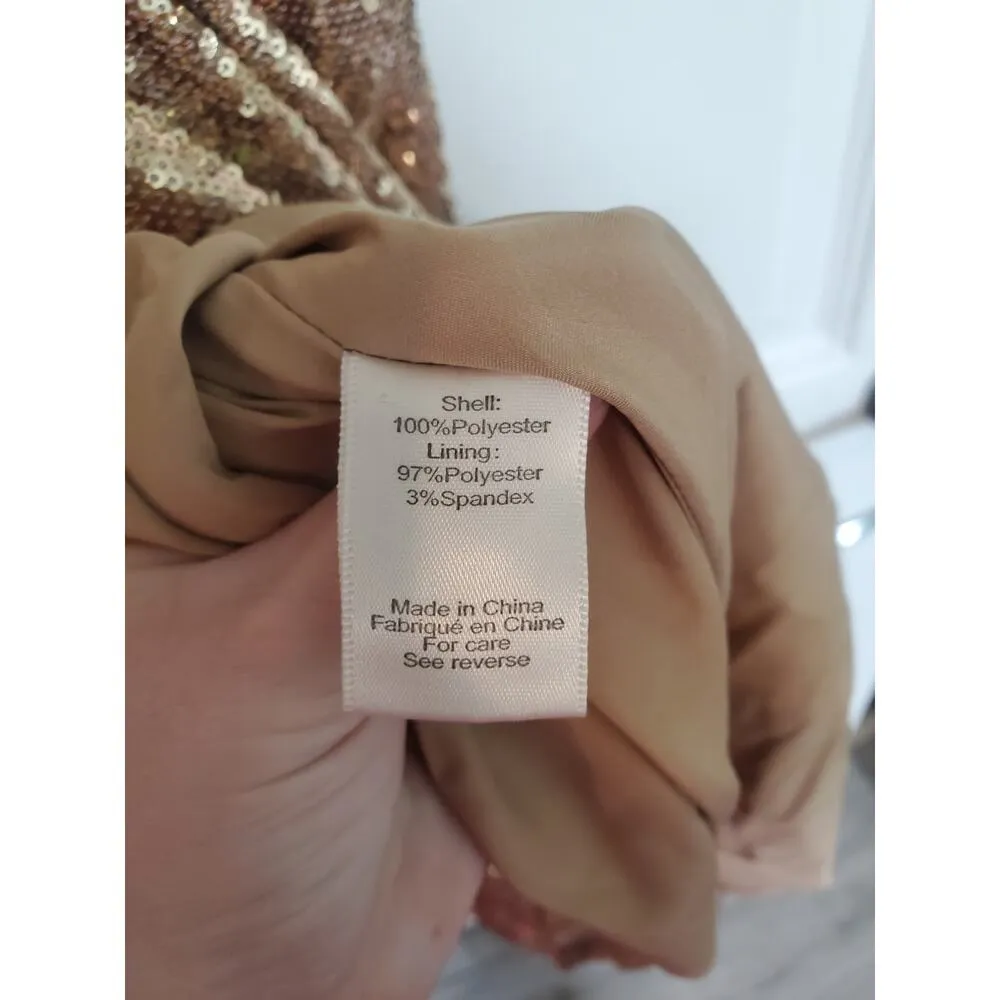 Shell:
100%Polyester
Lining:
97%Polyester
3%Spandex
Made in China
Fabriqué en Chine
For care
See reverse